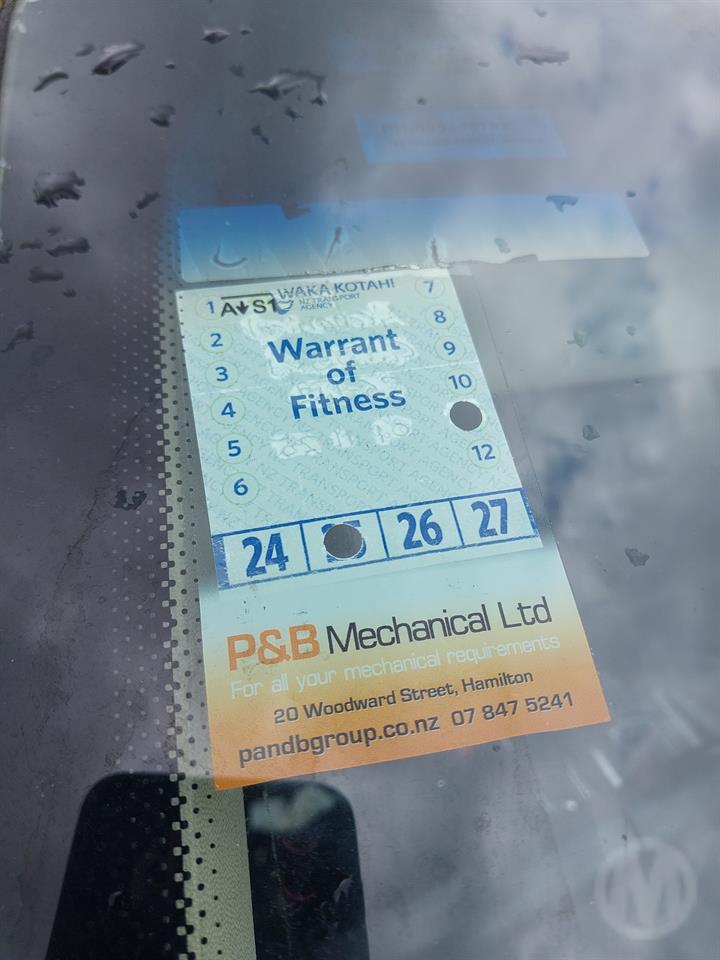 WAKA KOTAHI
NZ TRANSPORT
AGENCY
1
2
3
4
5
6
7
8
9
10
12
Warrant
of
Fitness
24 26 27
P&B Mechanical Ltd
For all your mechanical requirements
20 Woodward Street, Hamilton
pandbgroup.co.nz 07 847 5241
M